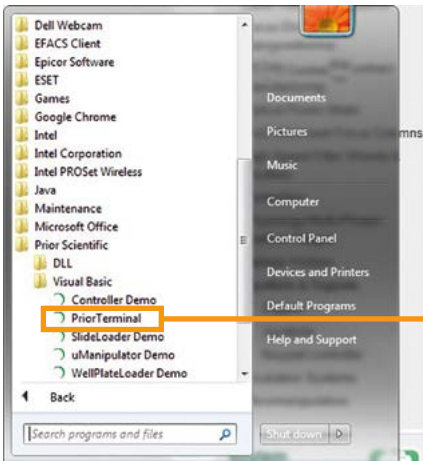 Dell Webcam
EFACS Client
Epicor Software
ESET
Games
Google Chrome
Intel
Intel Corporation
Intel PROSet Wireless
Java
Maintenance
Microsoft Office
Prior Scientific
DLL
Visual Basic
Controller Demo
PriorTerminal
SlideLoader Demo
uManipulator Demo
WellPlateLoader Demo
Back
Search programs and files
Documents
Pictures
Music
Computer
Control Panel
Devices and Printers
Default Programs
Help and Support
Shut down
mns